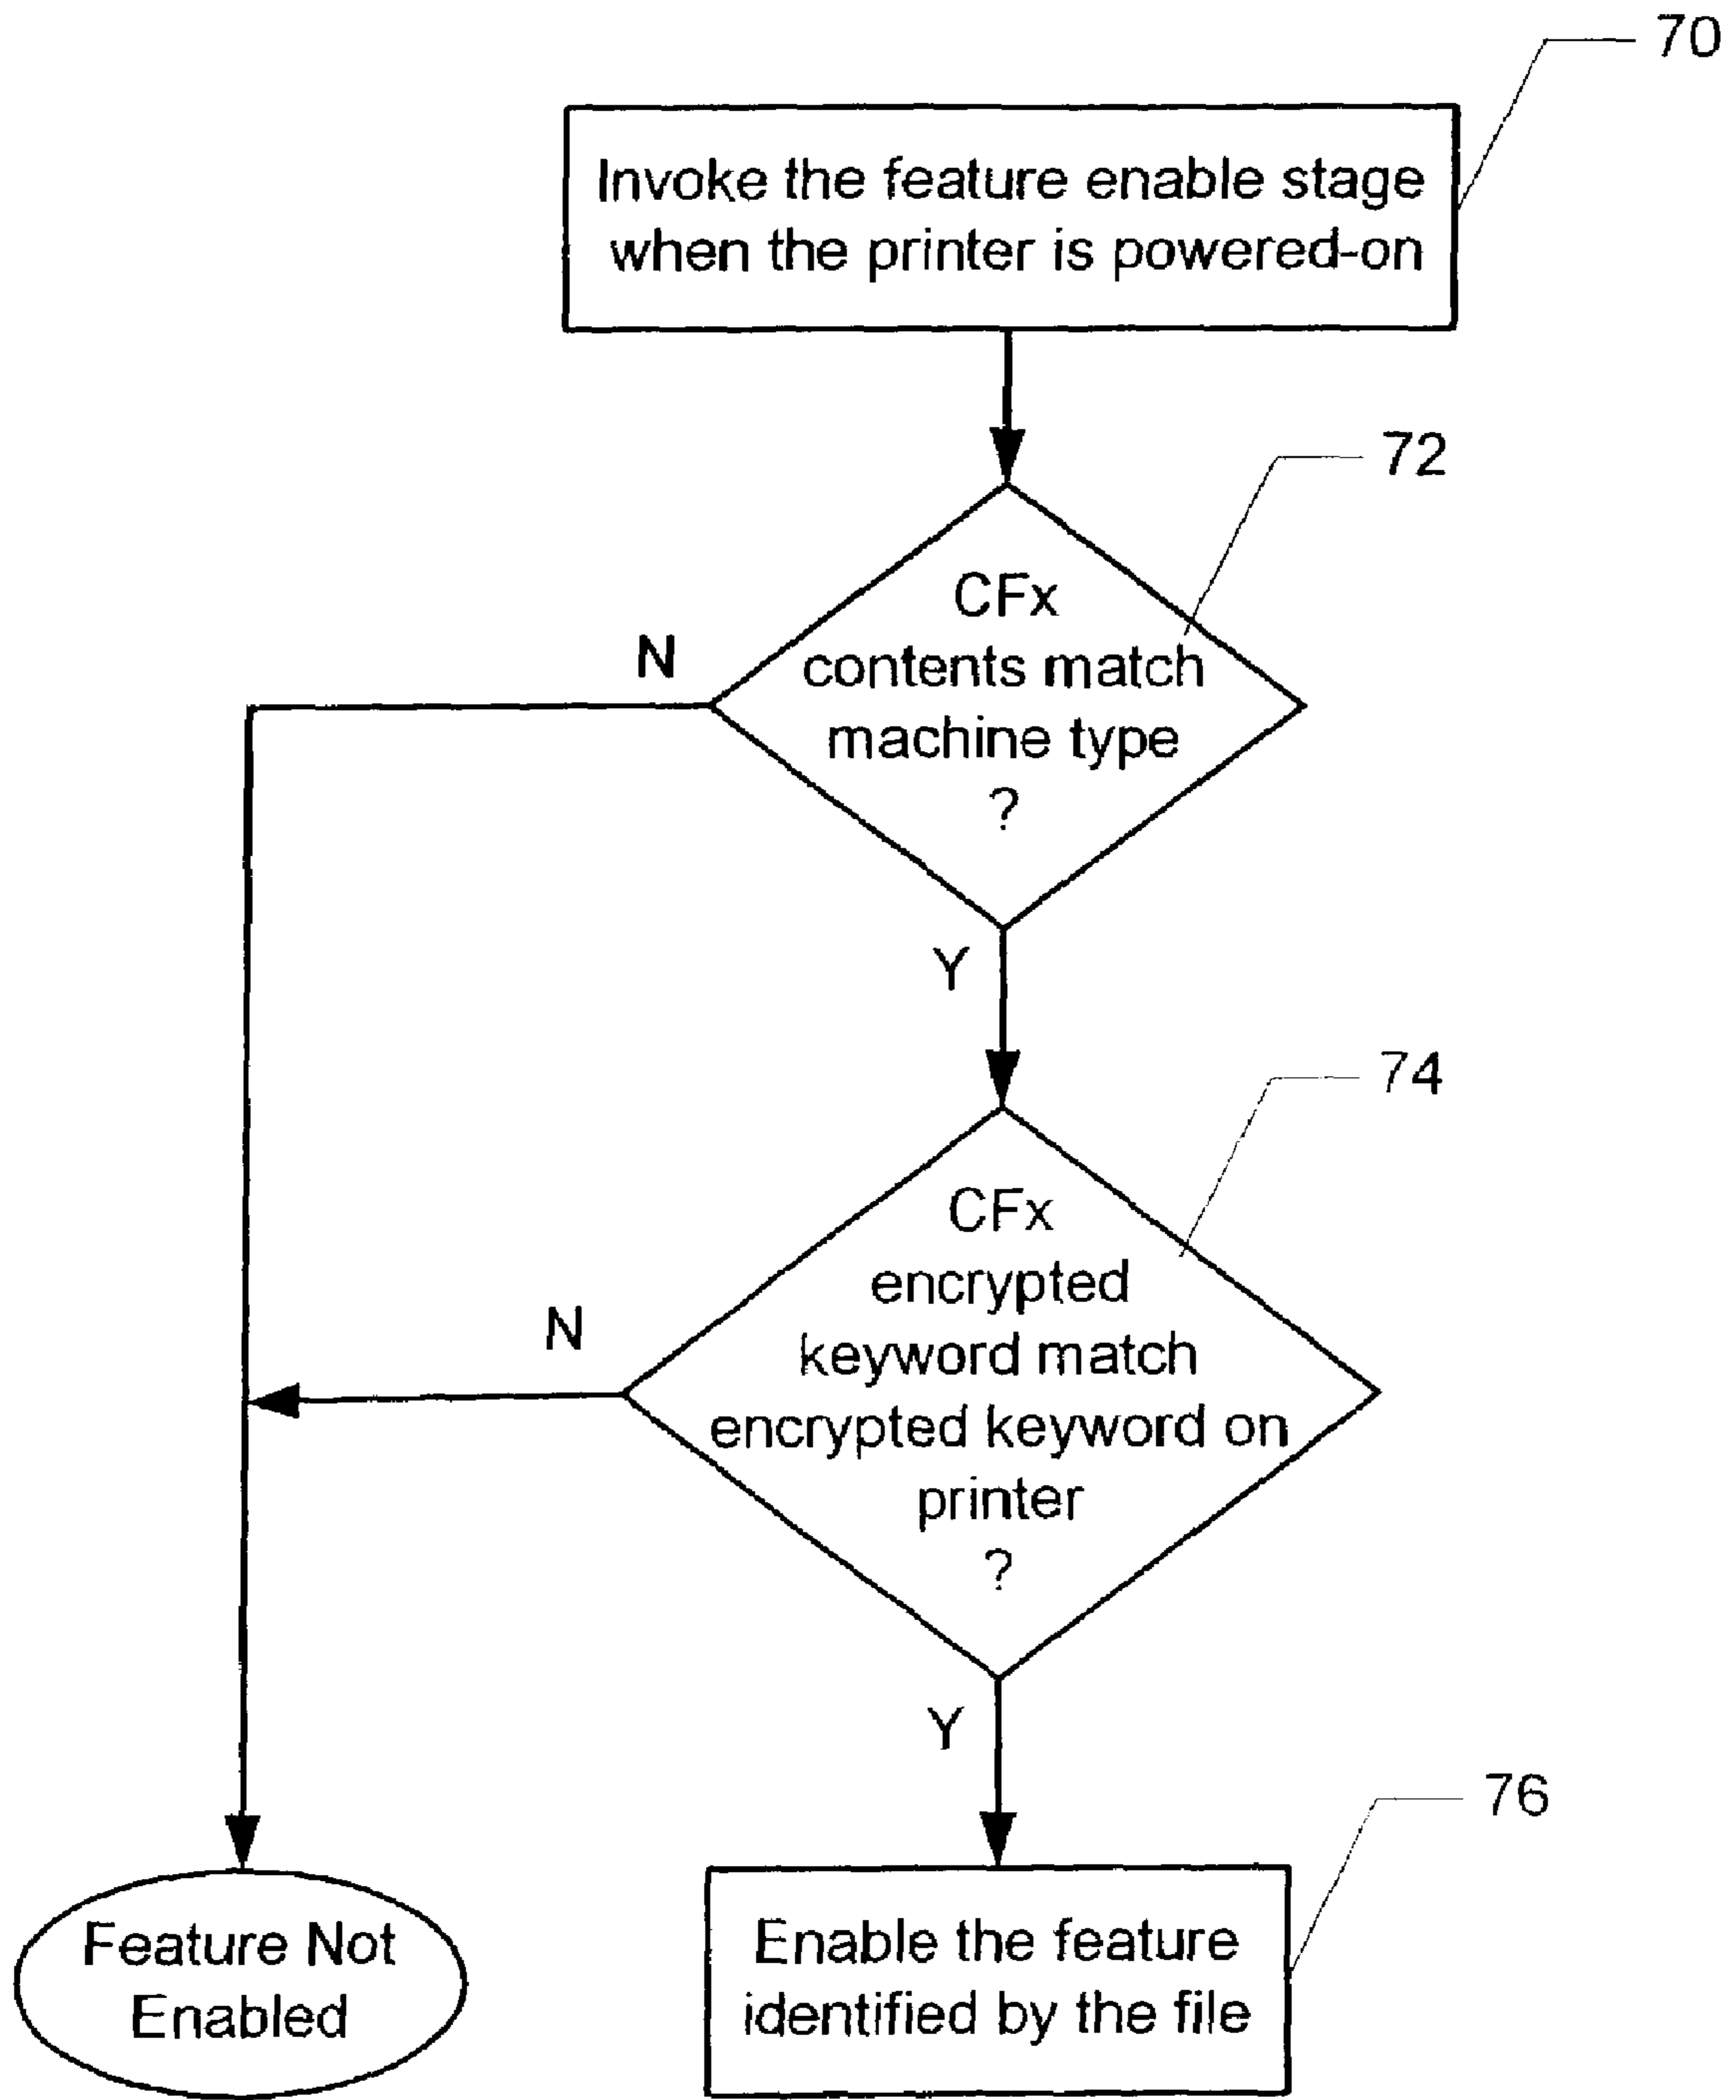 70
Invoke the feature enable stage
when the printer is powered-on
72
CFx
contents match
machine type
?
N
Y
74
CFx
encrypted
keyword match
encrypted keyword on
printer
?
N
Y
76
Feature Not
Enabled
Enable the feature
identified by the file